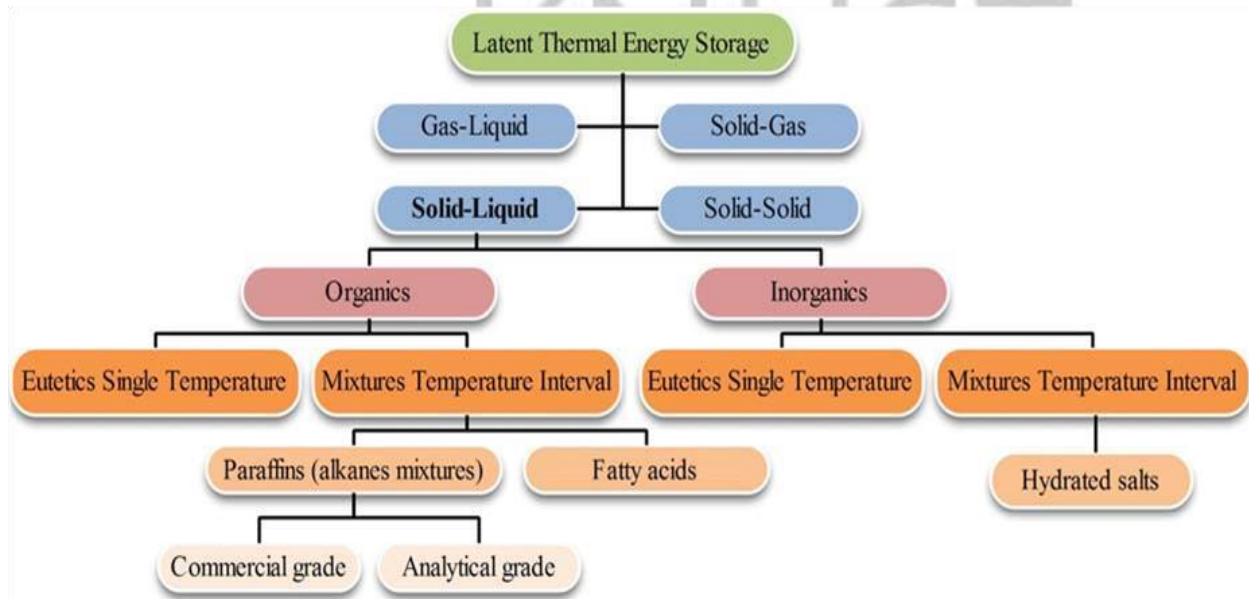 Latent Thermal Energy Storage
Gas-Liquid
Solid-Gas
Solid-Liquid
Solid-Solid
Organics
Inorganics
Eutetics Single Temperature
Mixtures Temperature Interval
Eutetics Single Temperature
Mixtures Temperature Interval
Paraffins (alkanes mixtures)
Fatty acids
Hydrated salts
Commercial grade
Analytical grade